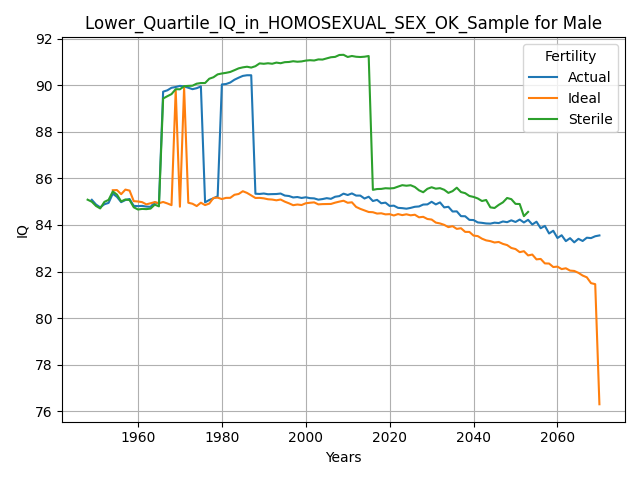 Lower_Quartile_IQ_in_HOMOSEXUAL_SEX_OK_Sample for Male
92
90
88
86
84
82
80
78
76
IQ
Fertility
Actual
Ideal
Sterile
1960 1980 2000 2020 2040 2060
Years